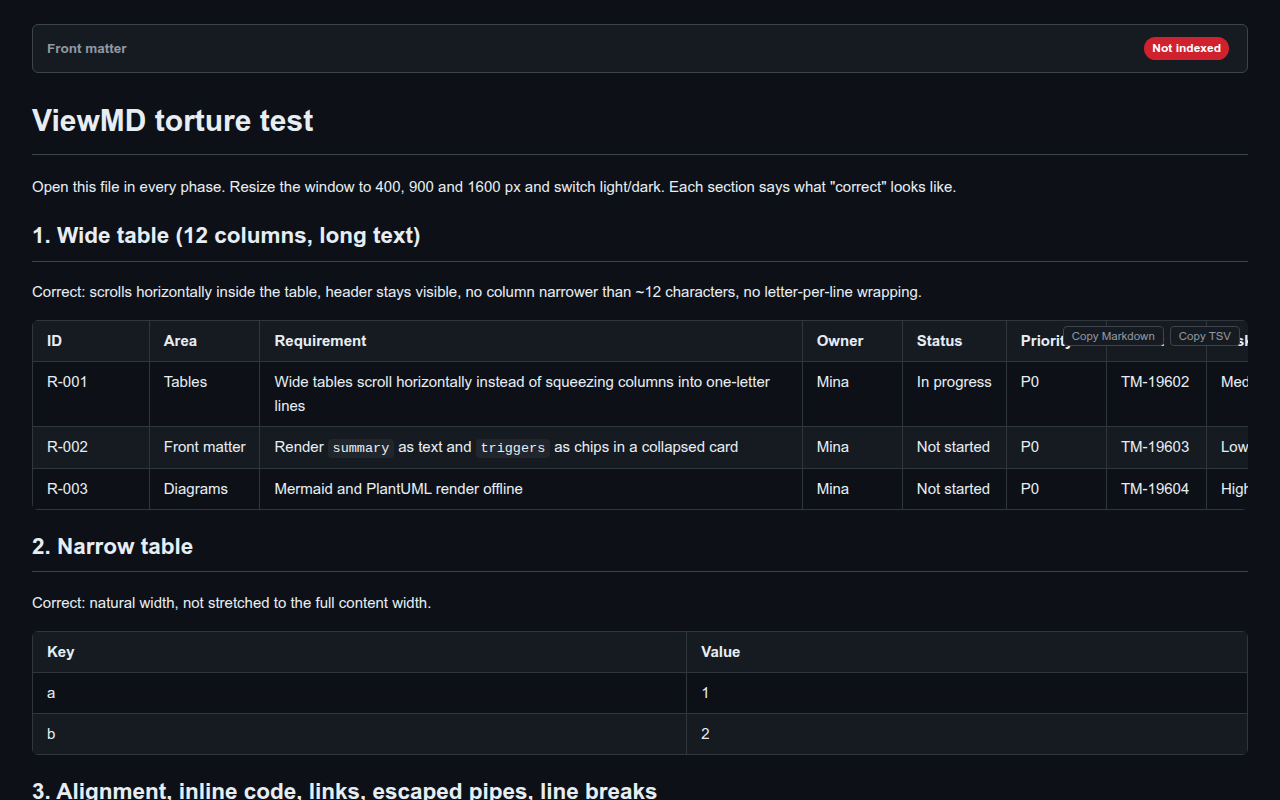 Front matter
Not indexed
ViewMD torture test
Open this file in every phase. Resize the window to 400, 900 and 1600 px and switch light/dark. Each section says what "correct" looks like.
1. Wide table (12 columns, long text)
Correct: scrolls horizontally inside the table, header stays visible, no column narrower than ~12 characters, no letter-per-line wrapping.
Copy Markdown Copy TSV
ID Area Requirement Owner Status Priority
R-001 Tables Wide tables scroll horizontally instead of squeezing columns into one-letter Mina In progress P0 TM-19602 Med
lines
R-002 Front matter Render summary as text and triggers as chips in a collapsed card Mina Not started P0 TM-19603 Low
R-003 Diagrams Mermaid and PlantUML render offline Mina Not started P0 TM-19604 High
2. Narrow table
Correct: natural width, not stretched to the full content width.
Key Value
a 1
b 2
3. Alignment, inline code, links, escaped pipes, line breaks